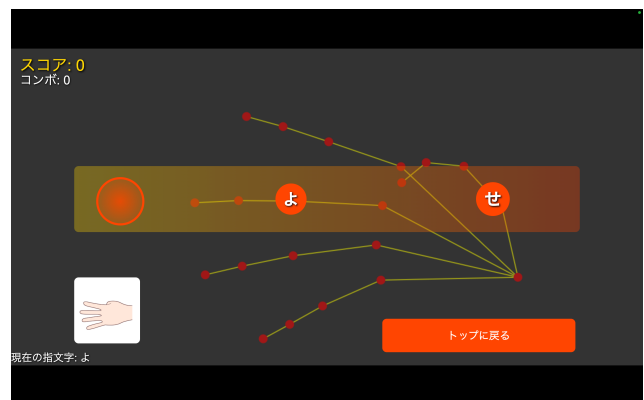 スコア: 0
コンボ: 0
よ
せ
トップに戻る
現在の指文字: よ